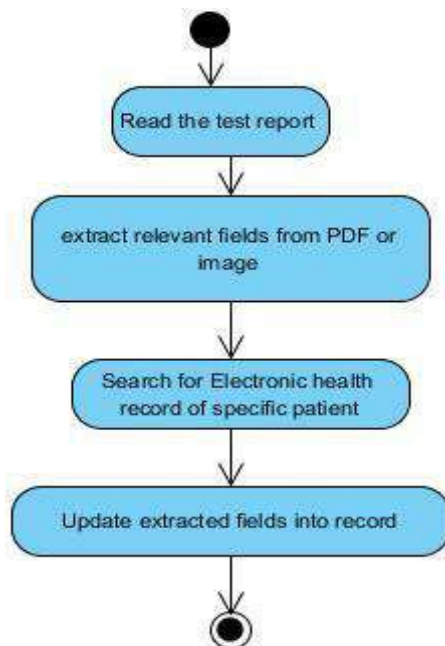 Read the test report
extract relevant fields from PDF or
image
Search for Electronic health
record of specific patient
Update extracted fields into record